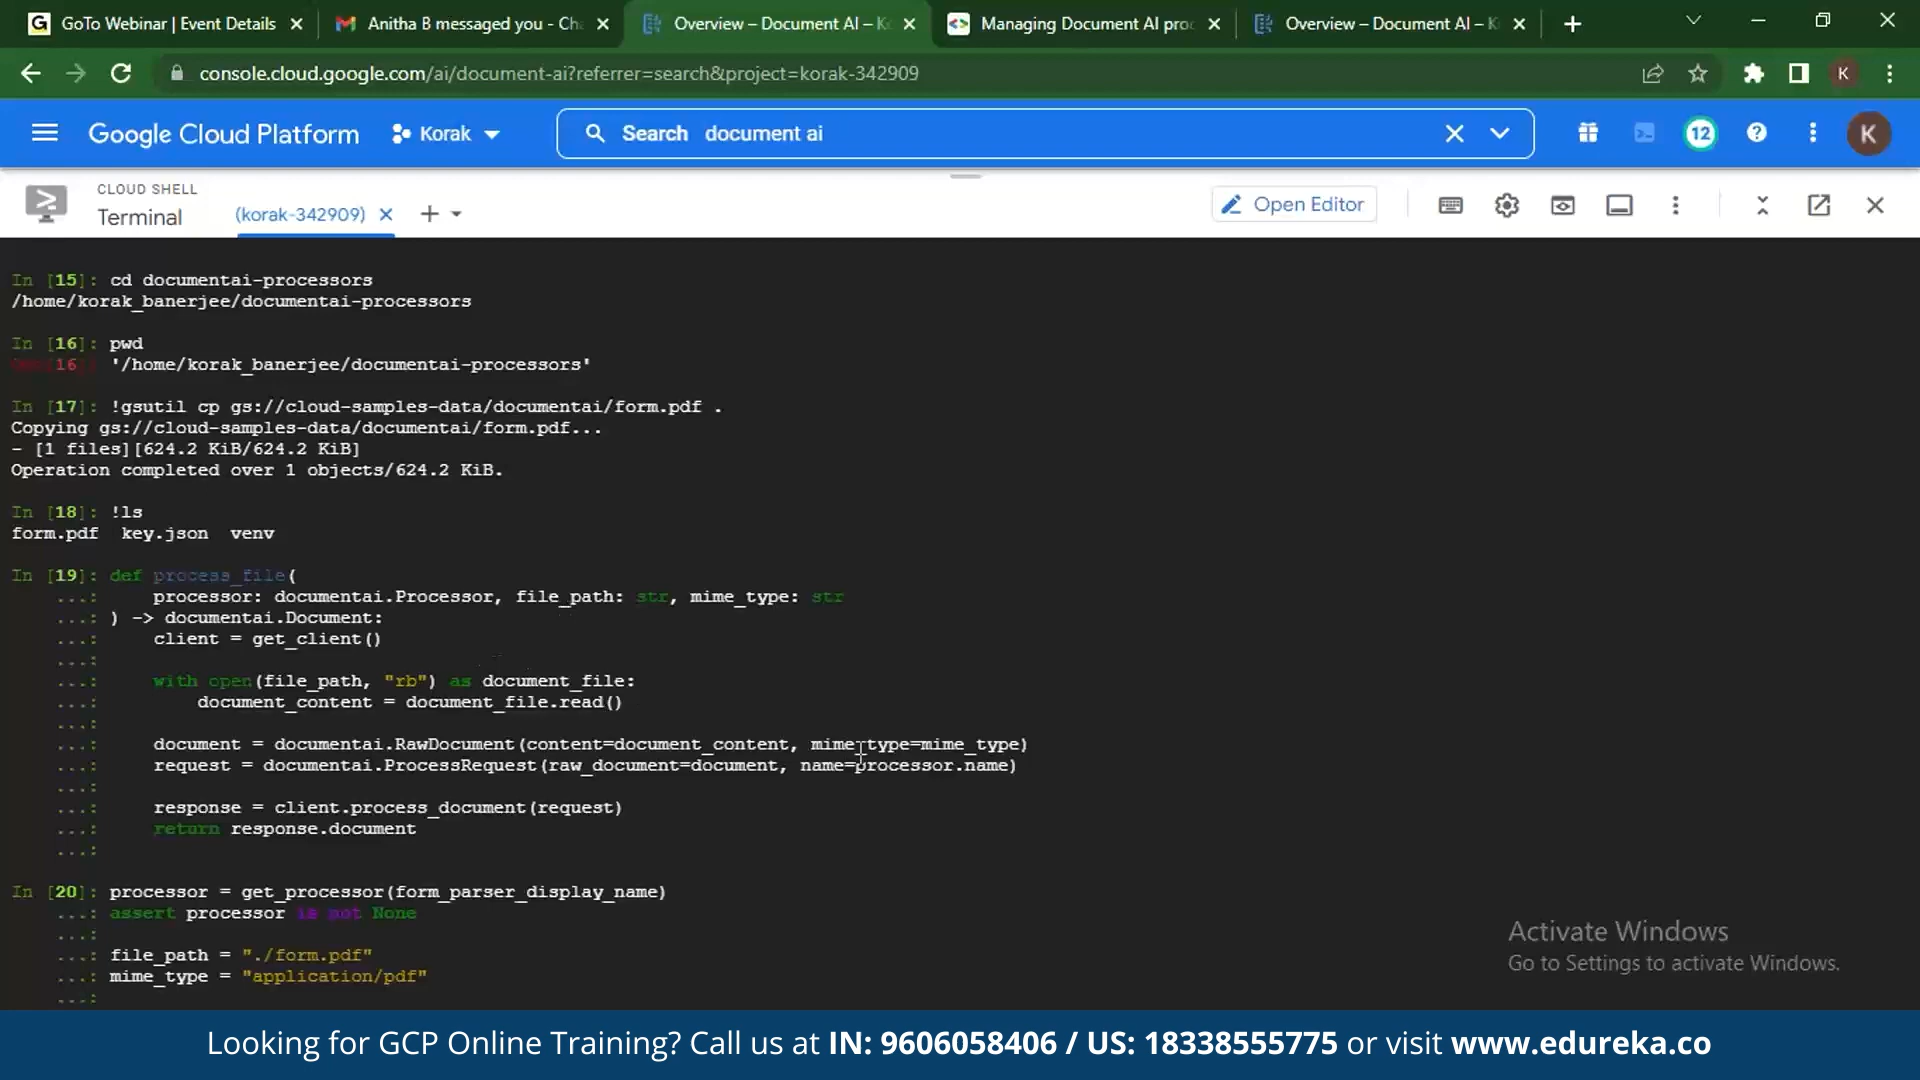 GoTo Webinar | Event Details
Anitha B messaged you - Cha
Overview – Document AI – Ko
Managing Document AI proc
Overview – Document AI – K
console.cloud.google.com/ai/document-ai?referrer=search&project=korak-342909
K
Google Cloud Platform
Korak
Search document ai
12
K
CLOUD SHELL
Terminal
(korak-342909)
Open Editor
In [15]: cd documentai-processors
/home/korak_banerjee/documentai-processors
In [16]: pwd
Out[16]: '/home/korak_banerjee/documentai-processors'
In [17]: !gsutil cp gs://cloud-samples-data/documentai/form.pdf .
Copying gs://cloud-samples-data/documentai/form.pdf...
- [1 files][624.2 KiB/624.2 KiB]
Operation completed over 1 objects/624.2 KiB.
In [18]: !ls
form.pdf key.json venv
In [19]: def process_file(
...: processor: documentai.Processor, file_path: str, mime_type: str
...: ) -> documentai.Document:
...: client = get_client()
...:
...: with open(file_path, "rb") as document_file:
...: document_content = document_file.read()
...:
...: document = documentai.RawDocument(content=document_content, mime_type=mime_type)
...: request = documentai.ProcessRequest(raw_document=document, name=processor.name)
...:
...: response = client.process_document(request)
...: return response.document
...:
In [20]: processor = get_processor(form_parser_display_name)
...: assert processor is not None
...:
...: file_path = "./form.pdf"
...: mime_type = "application/pdf"
...:
Activate Windows
Go to Settings to activate Windows.
Looking for GCP Online Training? Call us at IN: 9606058406 / US: 18338555775 or visit www.edureka.co